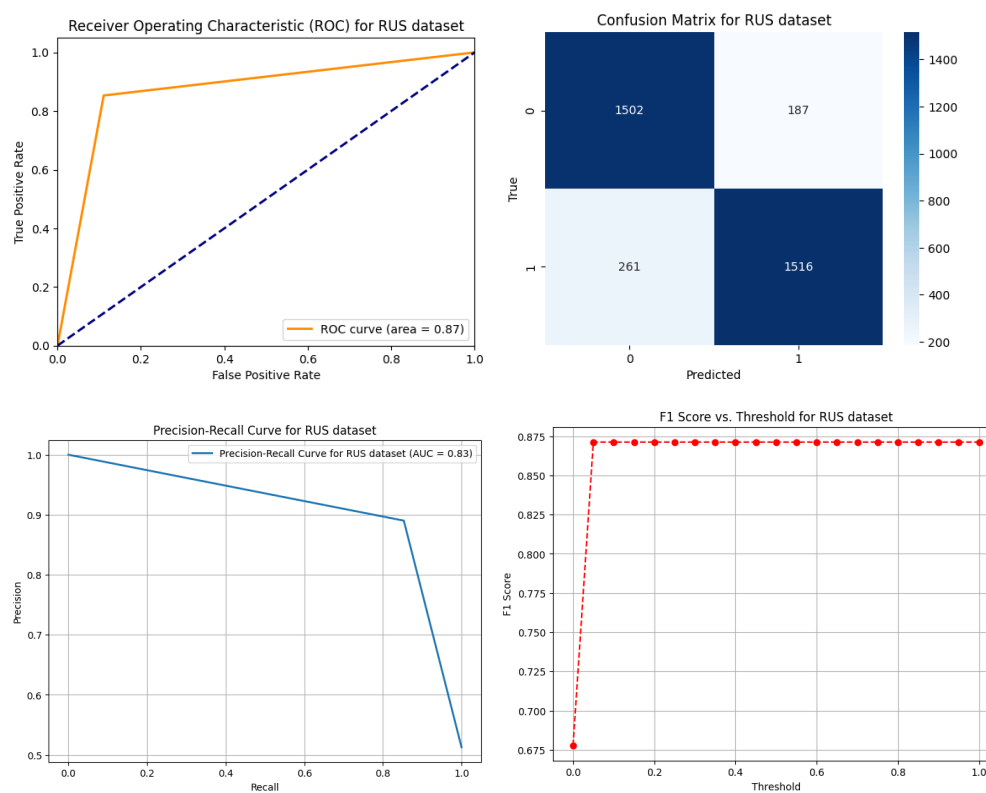 Receiver Operating Characteristic (ROC) for RUS dataset
1.0
0.8
0.6
0.4
0.2
0.0
True Positive Rate
ROC curve (area = 0.87)
0.0 0.2 0.4 0.6 0.8 1.0
False Positive Rate
Confusion Matrix for RUS dataset
0
1
True
1502 187
261 1516
0 1
Predicted
1400
1200
1000
800
600
400
200
Precision-Recall Curve for RUS dataset
Precision-Recall Curve for RUS dataset (AUC = 0.83)
1.0
0.9
0.8
0.7
0.6
0.5
Precision
0.0 0.2 0.4 0.6 0.8 1.0
Recall
F1 Score vs. Threshold for RUS dataset
0.875
0.850
0.825
0.800
0.775
0.750
0.725
0.700
0.675
F1 Score
0.0 0.2 0.4 0.6 0.8 1.0
Threshold